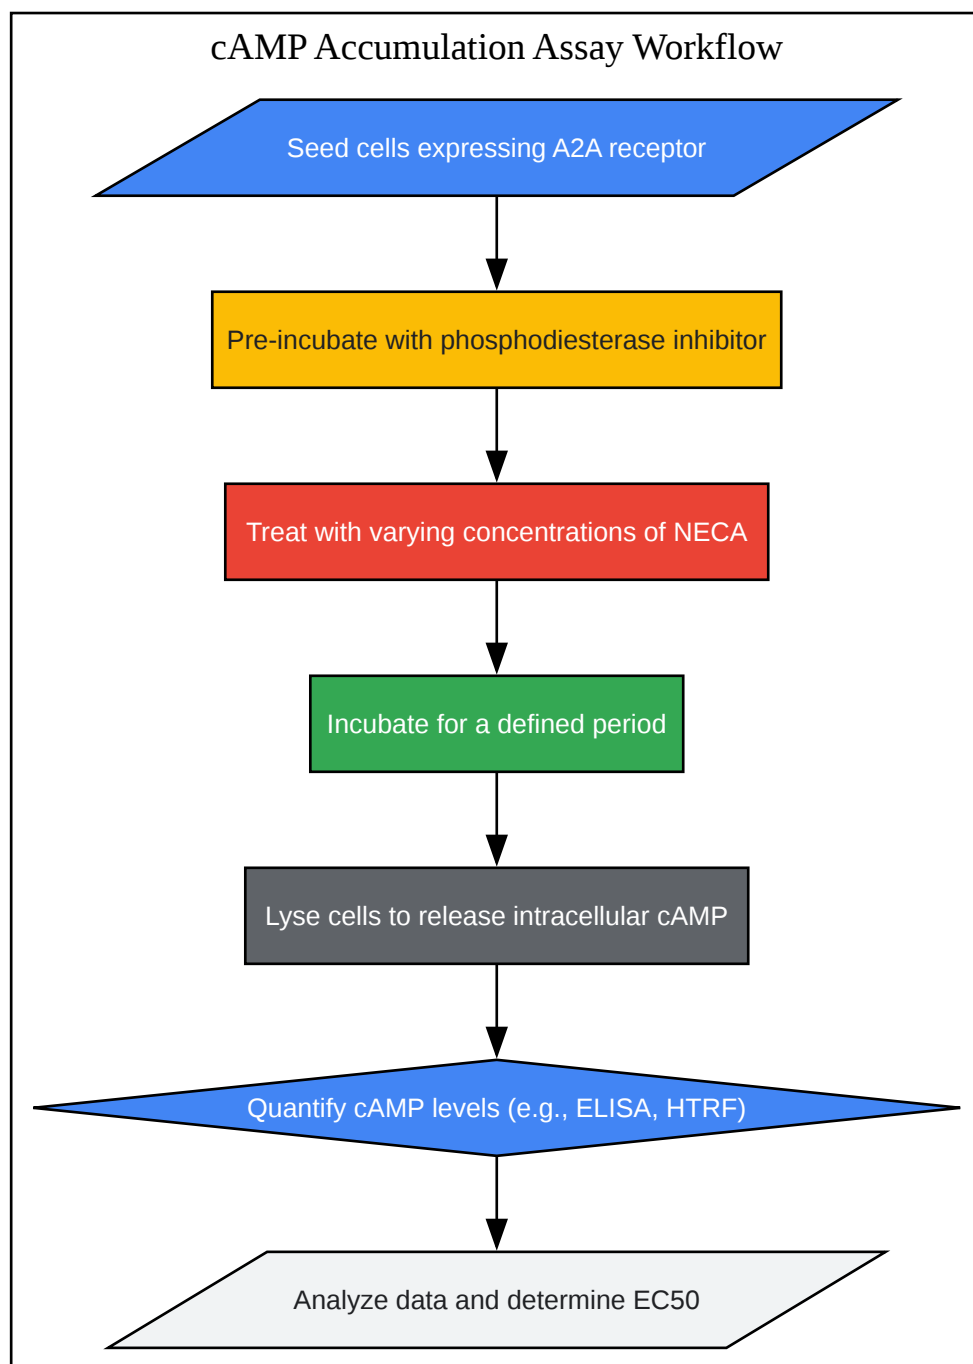 cAMP Accumulation Assay Workflow
Seed cells expressing A2A receptor
Pre-incubate with phosphodiesterase inhibitor
Treat with varying concentrations of NECA
Incubate for a defined period
Lyse cells to release intracellular cAMP
Quantify cAMP levels (e.g., ELISA, HTRF)
Analyze data and determine EC50